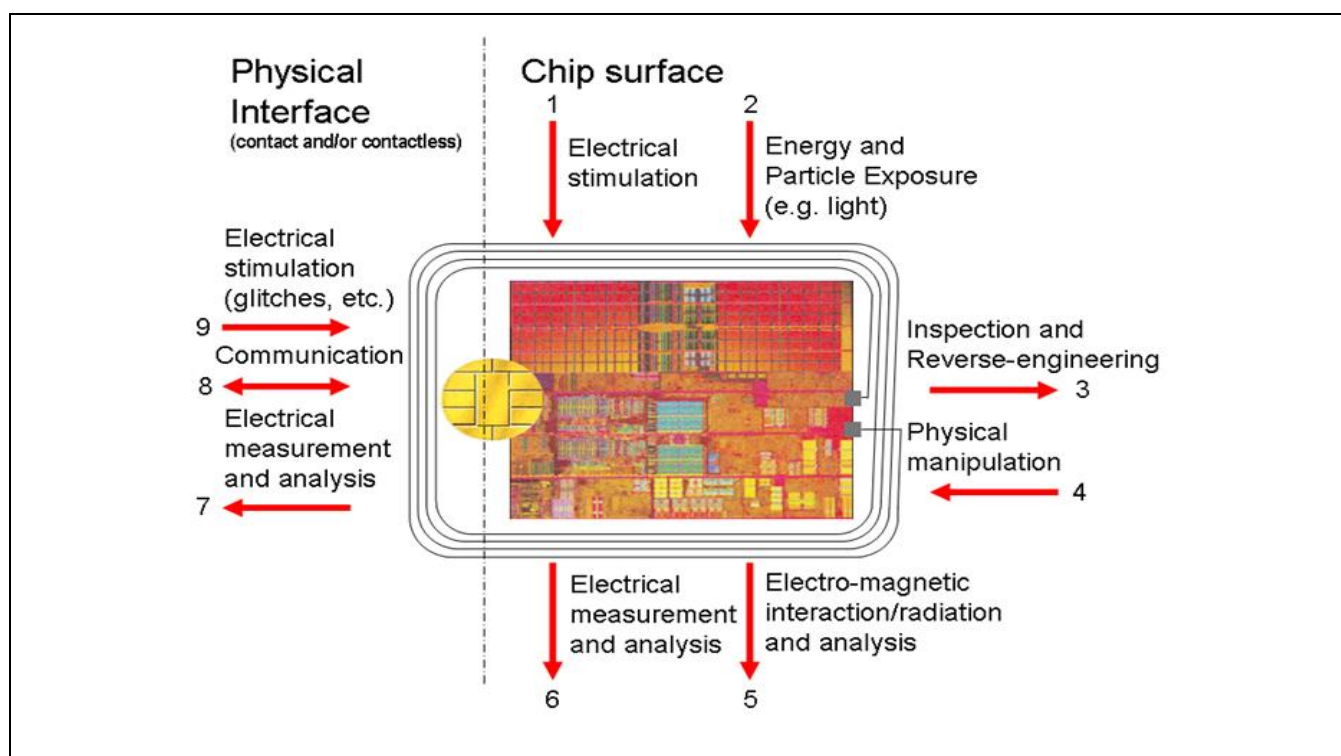 Physical
Interface
(contact and/or contactless)
Chip surface
1
Electrical
stimulation
2
Energy and
Particle Exposure
(e.g. light)
Electrical
stimulation
(glitches, etc.)
9
Communication
8
Electrical
measurement
and analysis
7
Inspection and
Reverse-engineering
3
Physical
manipulation
4
Electrical
measurement
and analysis
6
Electro-magnetic
interaction/radiation
and analysis
5